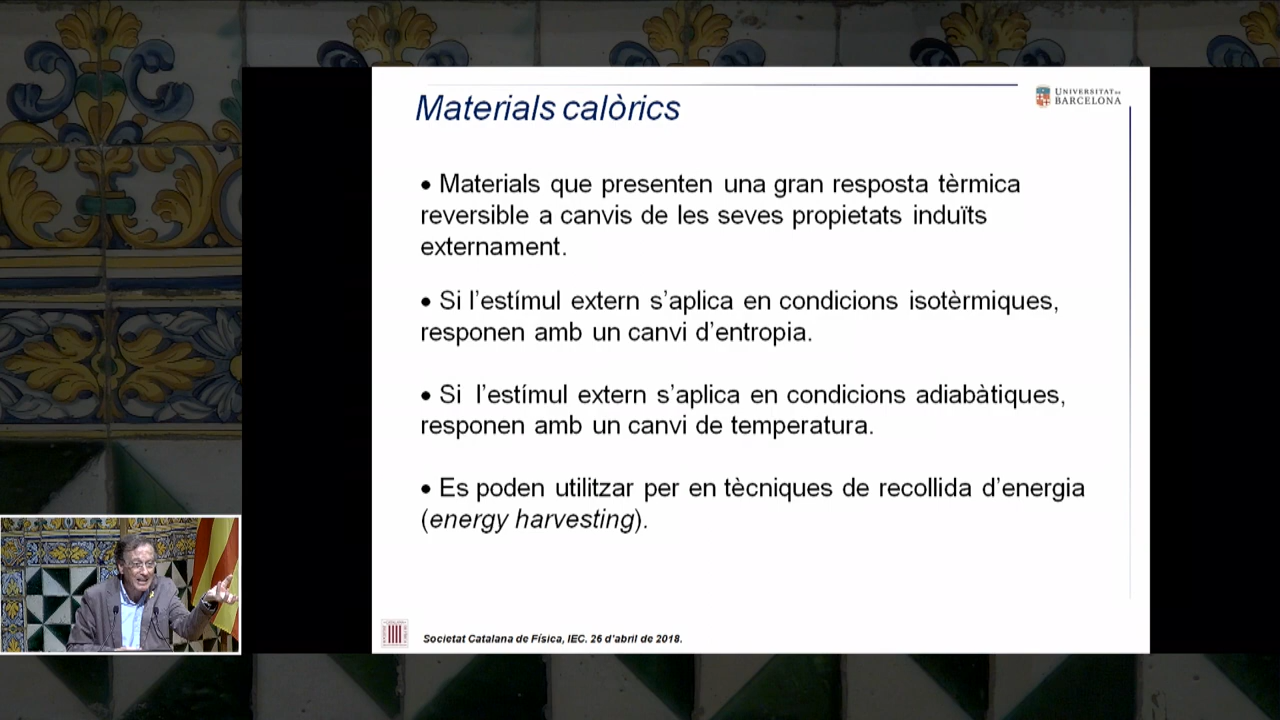 Materials calòrics
UNIVERSITAT DE
BARCELONA
• Materials que presenten una gran resposta tèrmica
reversible a canvis de les seves propietats induïts
externament.
• Si l’estímul extern s’aplica en condicions isotèrmiques,
responen amb un canvi d’entropia.
• Si l’estímul extern s’aplica en condicions adiabàtiques,
responen amb un canvi de temperatura.
• Es poden utilitzar per en tècniques de recollida d’energia
(energy harvesting).
Societat Catalana de Física, IEC. 26 d’abril de 2018.